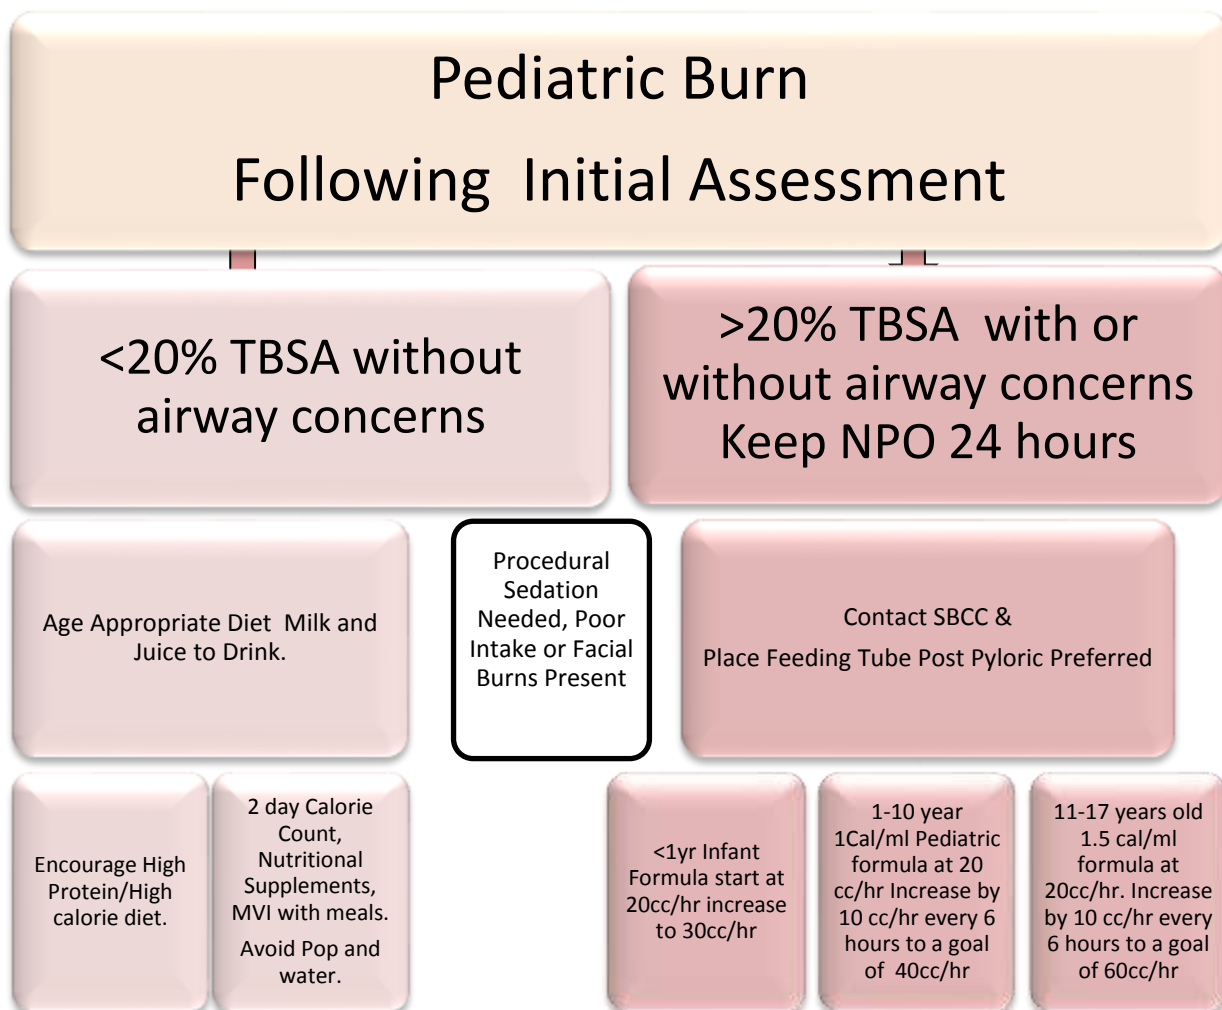 Pediatric Burn
Following Initial Assessment
<20% TBSA without
airway concerns
>20% TBSA with or
without airway concerns
Keep NPO 24 hours
Age Appropriate Diet Milk and
Juice to Drink.
Procedural
Sedation
Needed, Poor
Intake or Facial
Burns Present
Contact SBCC &
Place Feeding Tube Post Pyloric Preferred
Encourage High
Protein/High
calorie diet.
2 day Calorie
Count,
Nutritional
Supplements,
MVI with meals.
Avoid Pop and
water.
<1yr Infant
Formula start at
20cc/hr increase
to 30cc/hr
1-10 year
1Cal/ml Pediatric
formula at 20
cc/hr Increase by
10 cc/hr every 6
hours to a goal
of 40cc/hr
11-17 years old
1.5 cal/ml
formula at
20cc/hr. Increase
by 10 cc/hr every
6 hours to a goal
of 60cc/hr